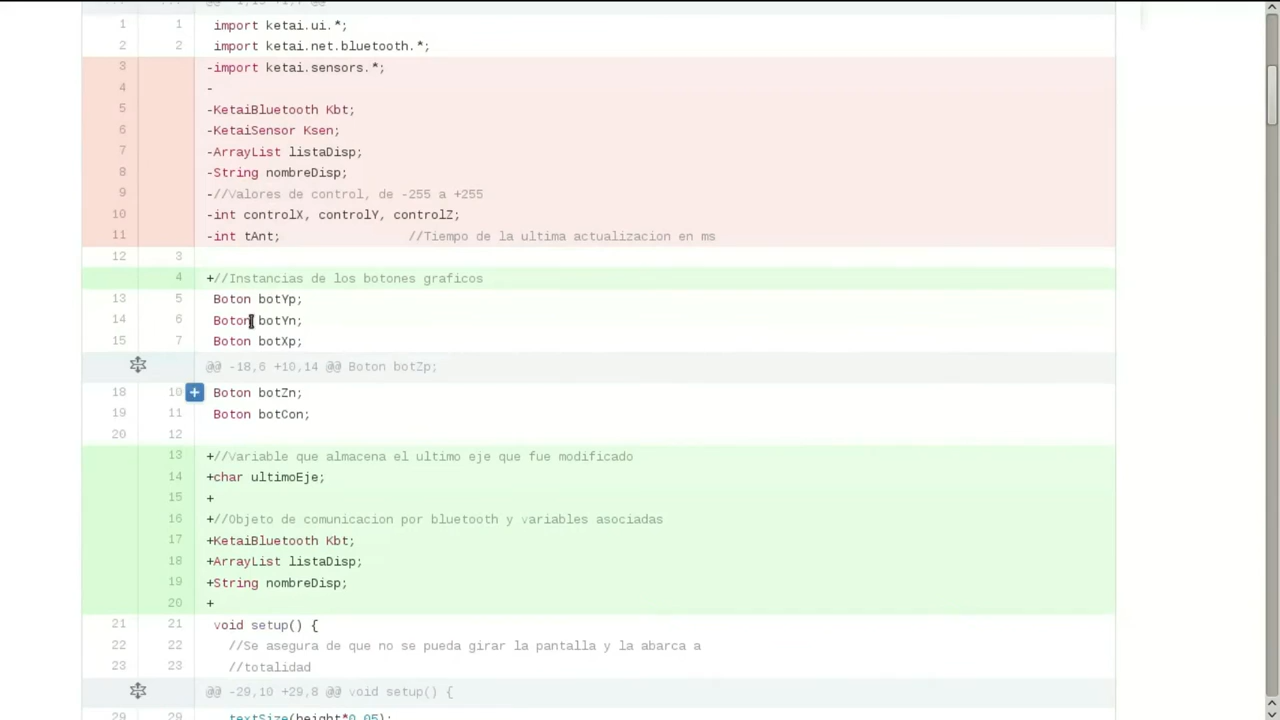 1 1 import ketai.ui.*;
2 2 import ketai.net.bluetooth.*;
3 -import ketai.sensors.*;
4 -
5 -KetaiBluetooth Kbt;
6 -KetaiSensor Ksen;
7 -ArrayList listaDisp;
8 -String nombreDisp;
9 -//Valores de control, de -255 a +255
10 -int controlX, controlY, controlZ;
11 -int tAnt; //Tiempo de la ultima actualizacion en ms
12 3
4 +//Instancias de los botones graficos
13 5 Boton botYp;
14 6 Boton botYn;
15 7 Boton botXp;
@@ -18,6 +10,14 @@ Boton botZp;
18 10 + Boton botZn;
19 11 Boton botCon;
20 12
13 +//Variable que almacena el ultimo eje que fue modificado
14 +char ultimoEje;
15 +
16 +//Objeto de comunicacion por bluetooth y variables asociadas
17 +KetaiBluetooth Kbt;
18 +ArrayList listaDisp;
19 +String nombreDisp;
20 +
21 21 void setup() {
22 22 //Se asegura de que no se pueda girar la pantalla y la abarca a
23 23 //totalidad
@@ -29,10 +29,8 @@ void setup() {
29 29 textSize(height*0.05);